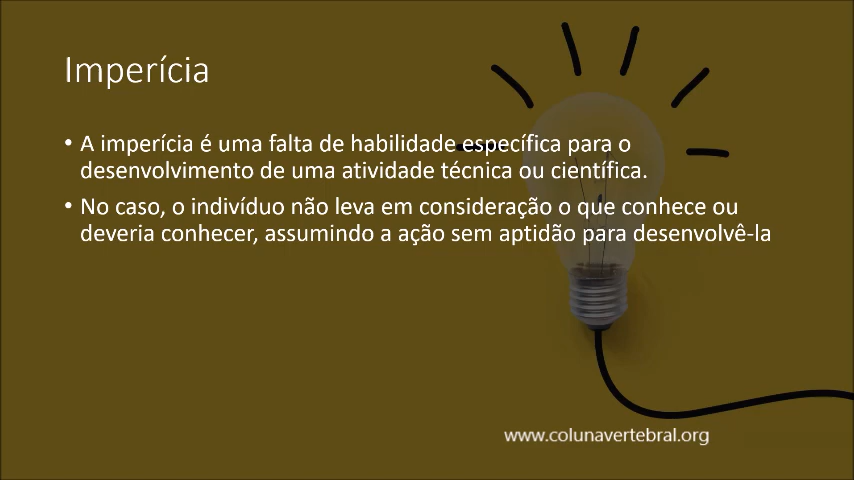 Imperícia
• A imperícia é uma falta de habilidade específica para o
desenvolvimento de uma atividade técnica ou científica.
• No caso, o indivíduo não leva em consideração o que conhece ou
deveria conhecer, assumindo a ação sem aptidão para desenvolvê-la
www.colunavertebral.org